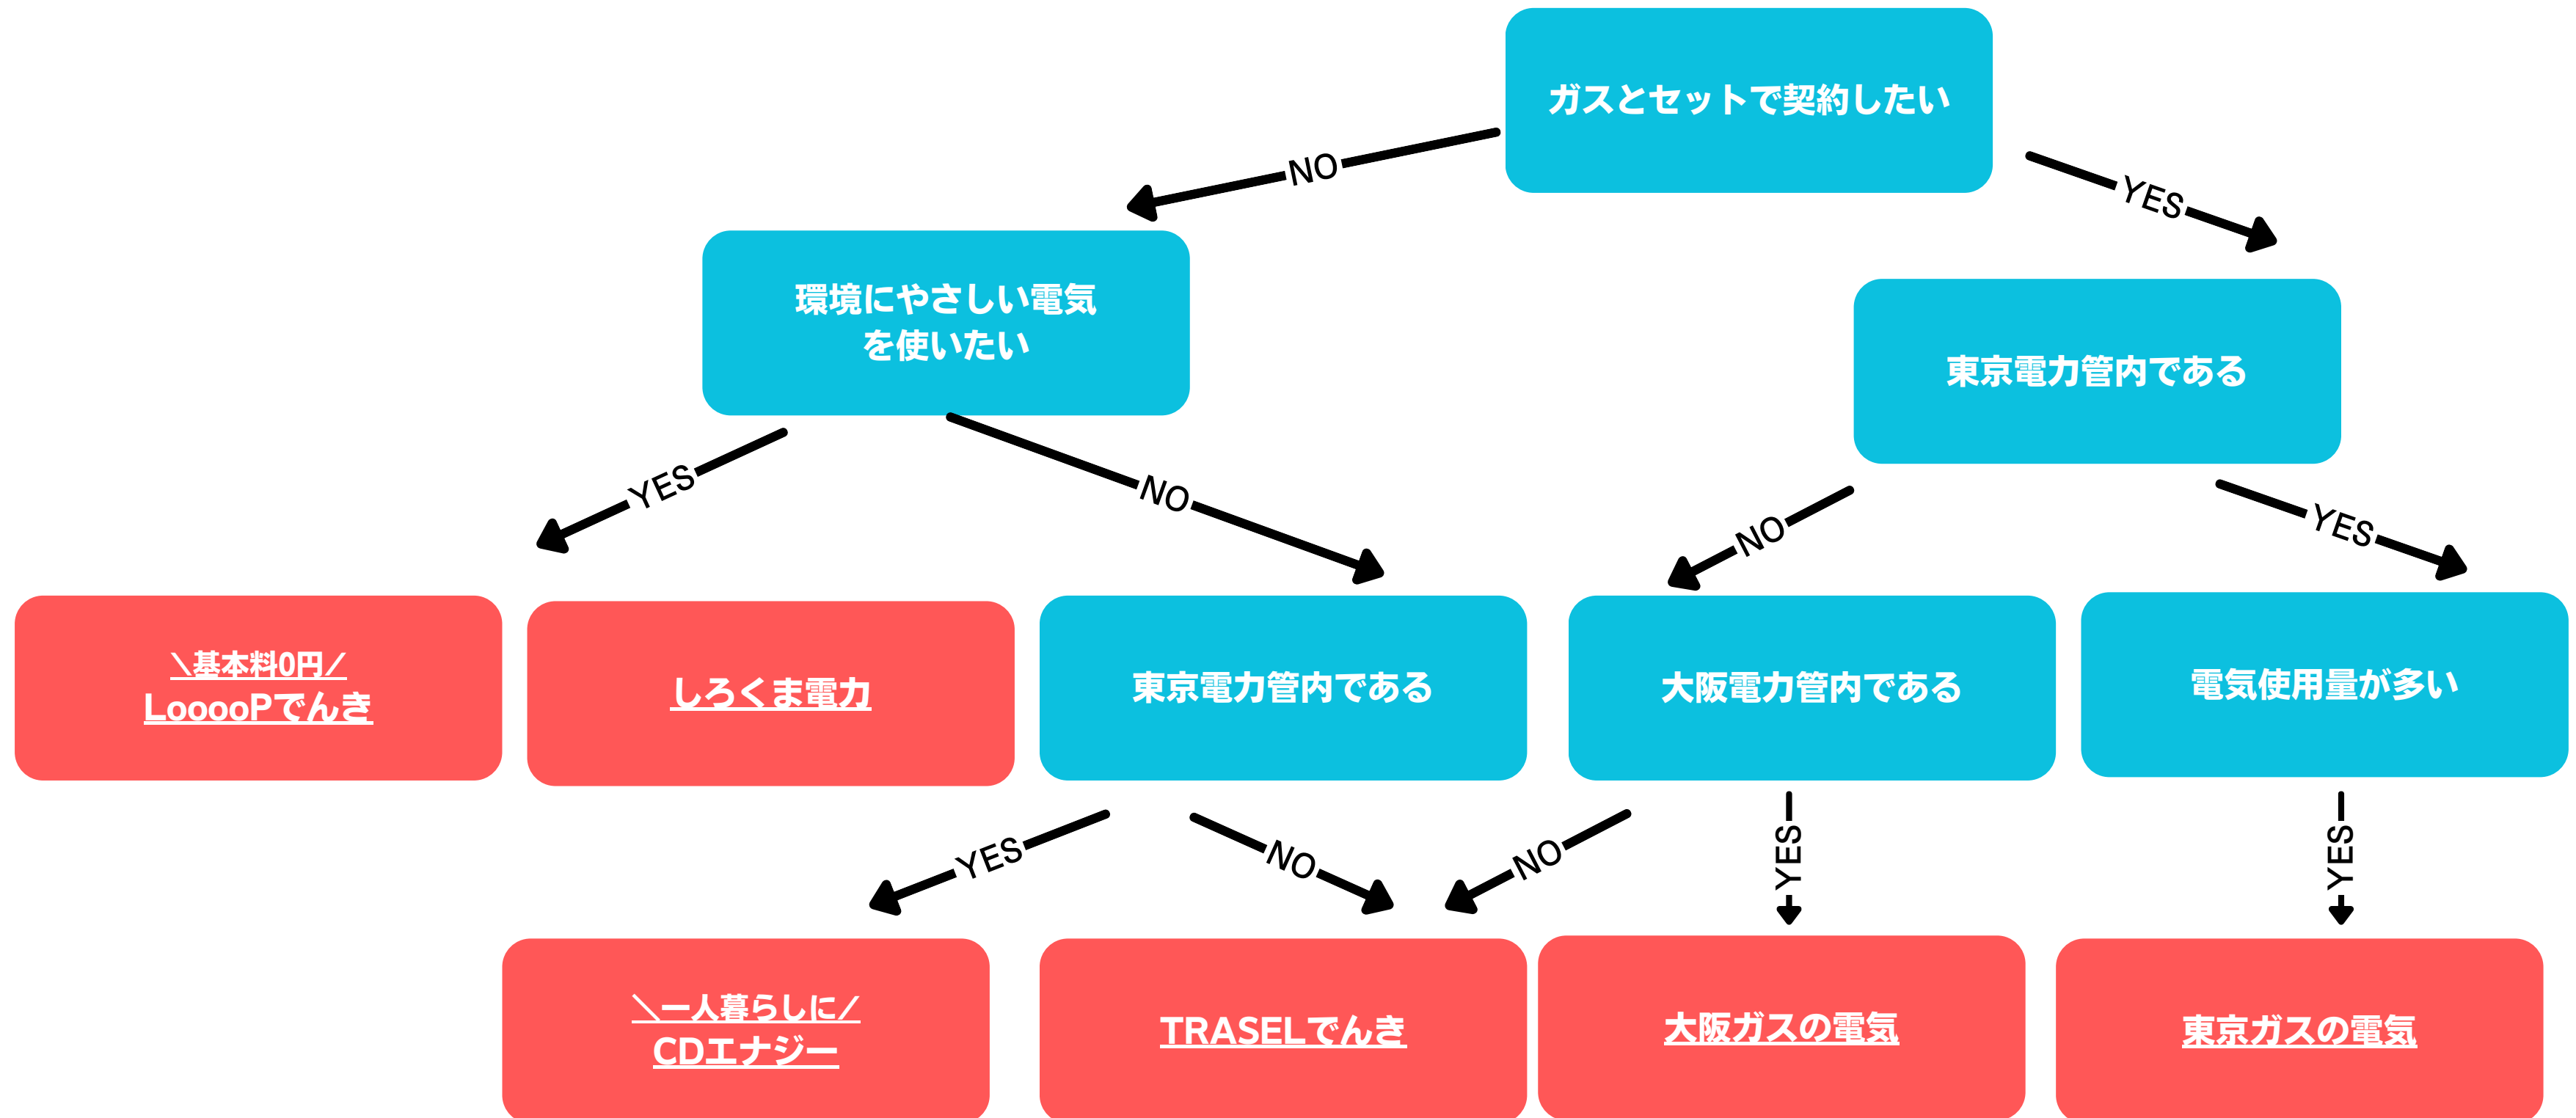 ガスとセットで契約したい
NO
YES
環境にやさしい電気
を使いたい
東京電力管内である
YES
NO
NO
YES
\基本料0円/
LooooPでんき
しろくま電力
東京電力管内である
大阪電力管内である
電気使用量が多い
YES
NO
NO
YES
YES
\一人暮らしに/
CDエナジー
TRASELでんき
大阪ガスの電気
東京ガスの電気